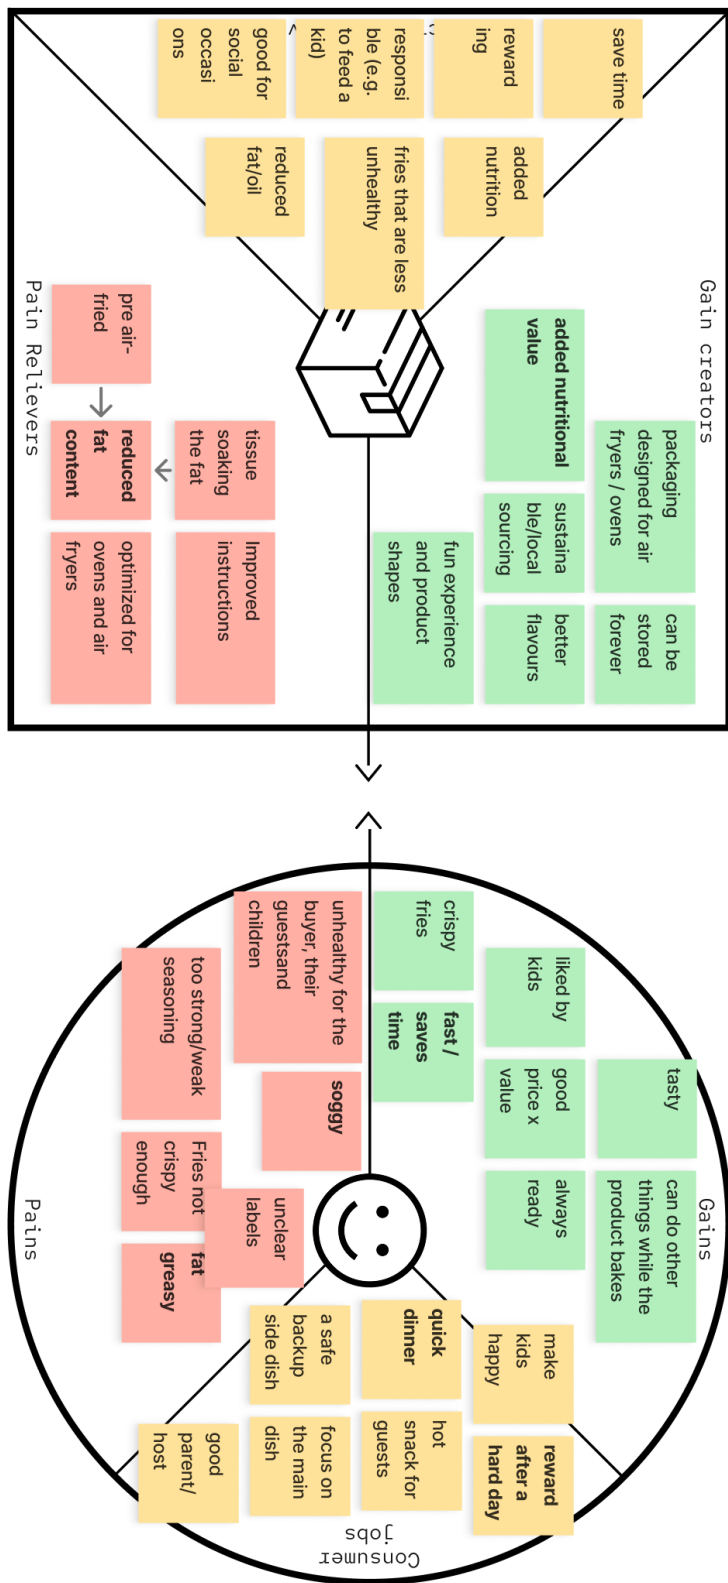 Gain creators
added nutritional
value
packaging
designed for air
fryers / ovens
sustaina
ble/local
sourcing
can be
stored
forever
better
flavours
fun experience
and product
shapes
save time
reward
ing
responsi
ble (e.g.
to feed a
kid)
good for
social
occasi
ons
added
nutrition
fries that are less
unhealthy
reduced
fat/oil
Pain Relievers
pre air-
fried
reduced
fat
content
tissue
soaking
the fat
optimized for
ovens and air
fryers
Improved
instructions
Gains
crispy
fries
fast /
saves
time
liked by
kids
good
price x
value
always
ready
tasty
can do other
things while the
product bakes
Consumer
jobs
make
kids
happy
reward
after a
hard day
quick
dinner
hot
snack for
guests
a safe
backup
side dish
focus on
the main
dish
good
parent/
host
Pains
unhealthy for the
buyer, their
guestsand
children
soggy
too strong/weak
seasoning
Fries not
crispy
enough
unclear
labels
fat
greasy